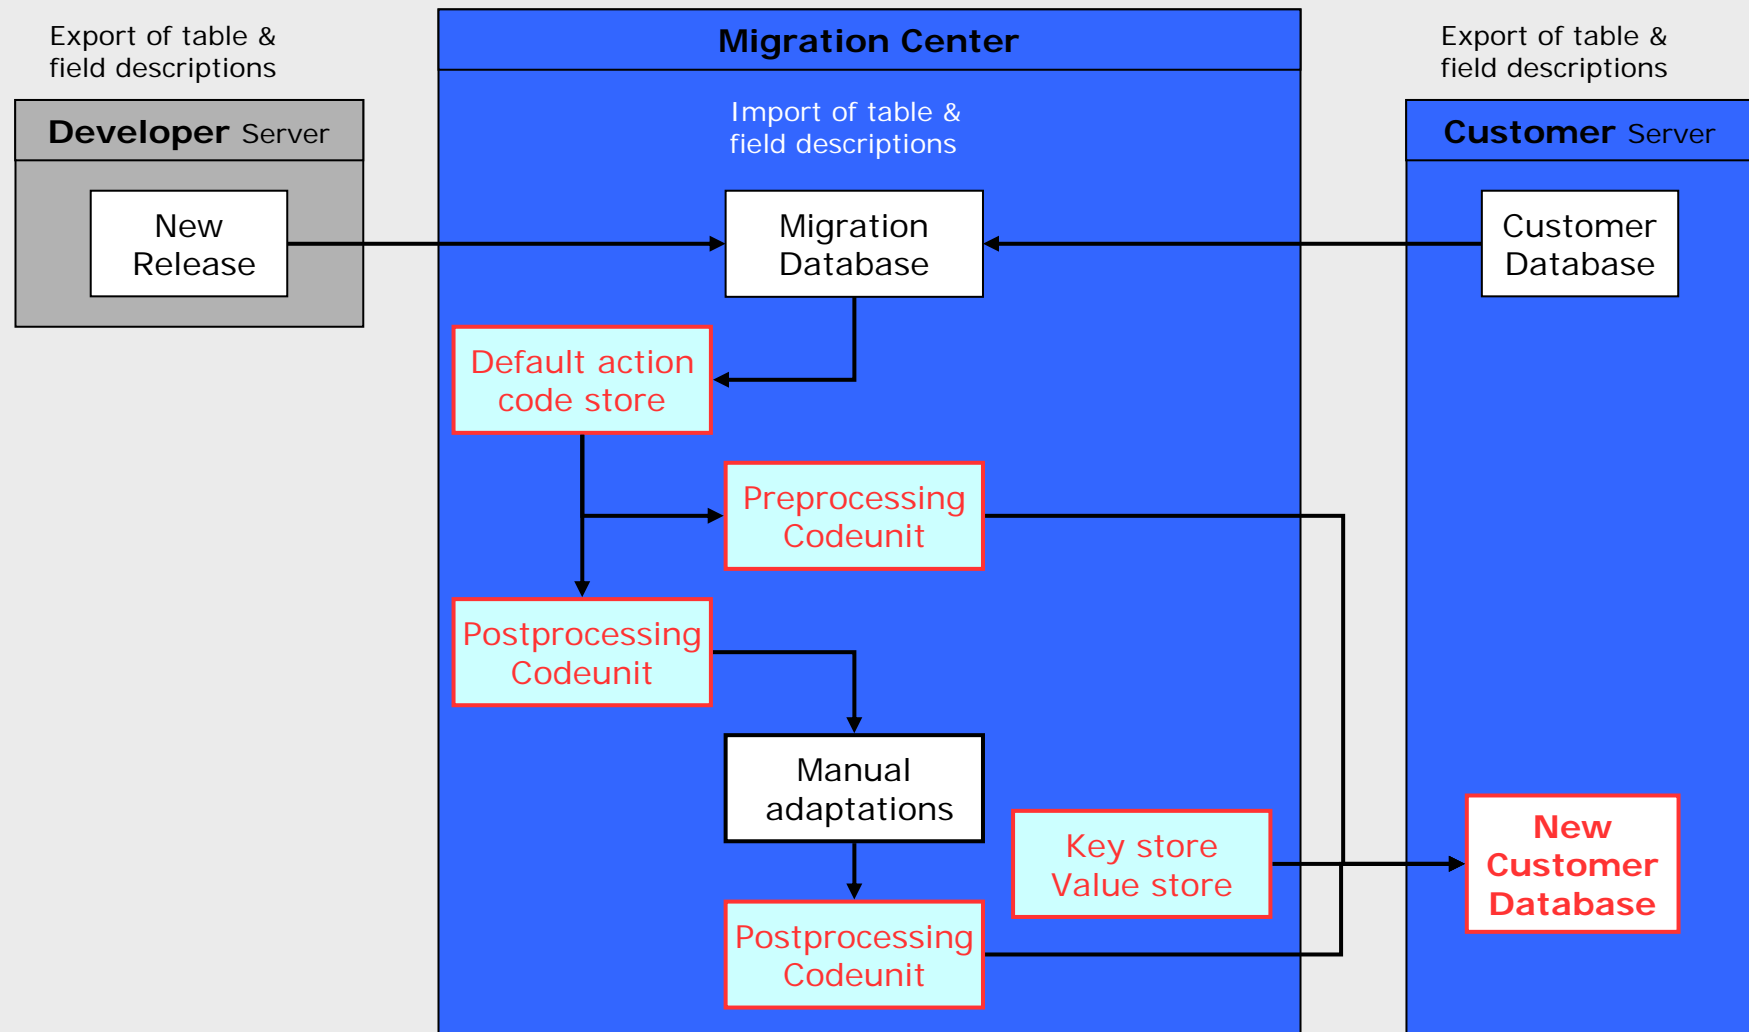 Export of table &
field descriptions
Migration Center
Export of table &
field descriptions
Developer Server
Import of table &
field descriptions
Customer Server
New
Release
Migration
Database
Customer
Database
Default action
code store
Preprocessing
Codeunit
Postprocessing
Codeunit
Manual
adaptations
Key store
Value store
New
Customer
Database
Postprocessing
Codeunit